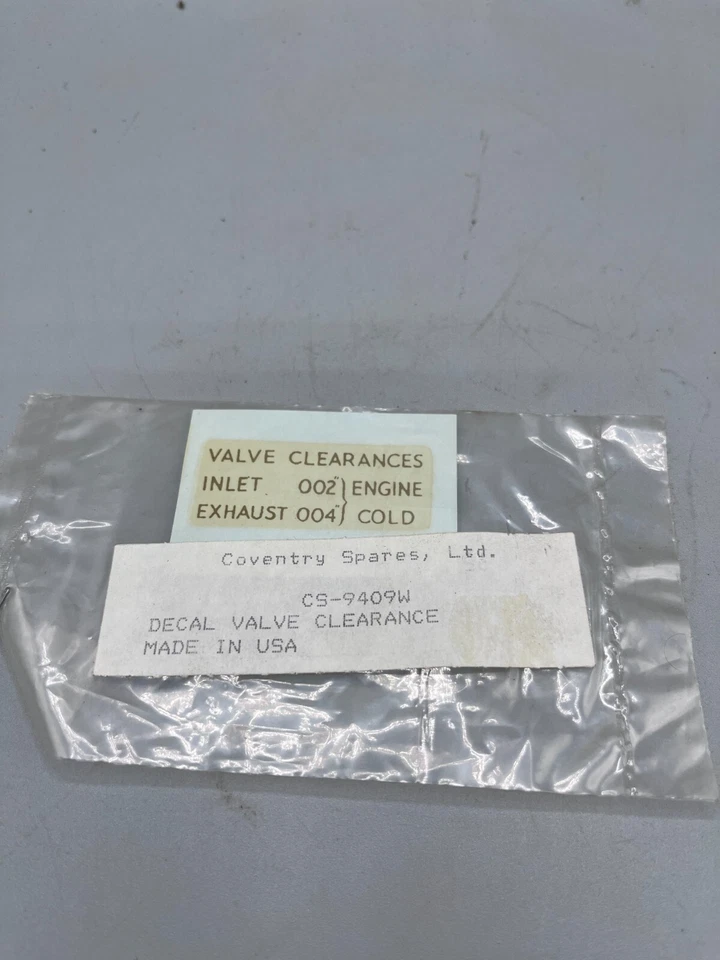 VALVE CLEARANCES
INLET 002" } ENGINE
EXHAUST 004" } COLD
Coventry Spares, Ltd.
CS-9409W
DECAL VALVE CLEARANCE
MADE IN USA